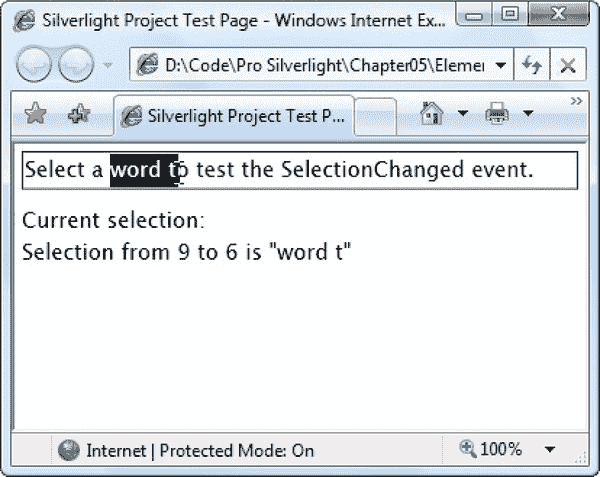 Silverlight Project Test Page - Windows Internet Ex...
D:\Code\Pro Silverlight\Chapter05\Elemer
Silverlight Project Test P...
Select a word to test the SelectionChanged event.
Current selection:
Selection from 9 to 6 is "word t"
Internet | Protected Mode: On
100%